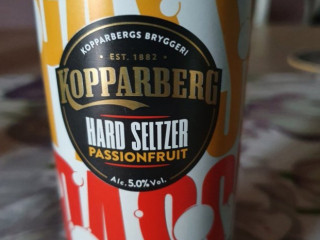 KOPPARBERGS BRYGGERI
EST. 1882
KOPPARBERG
HARD SELTZER
PASSIONFRUIT
Alc. 5.0% Vol.